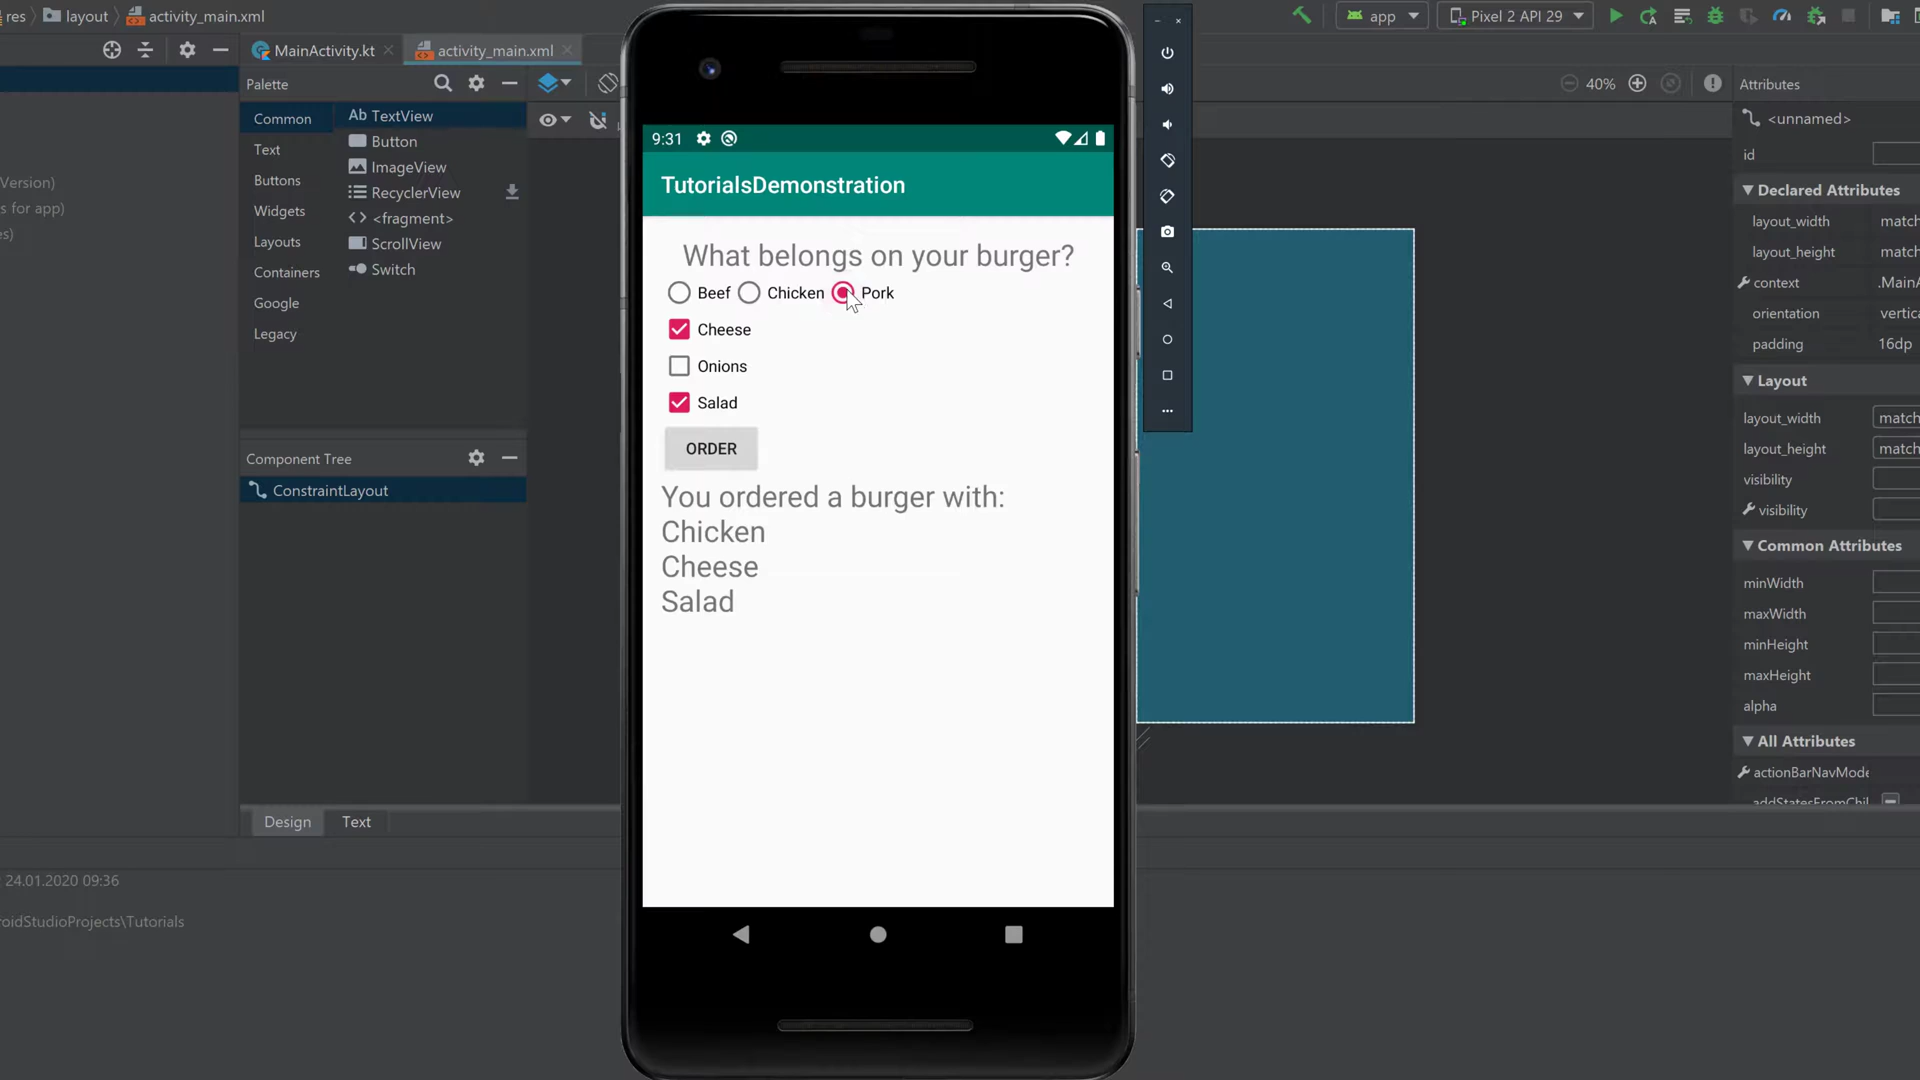 res layout activity_main.xml
app Pixel 2 API 29
MainActivity.kt activity_main.xml
Palette
40%
Attributes
Common
Text
Buttons
Widgets
Layouts
Containers
Google
Legacy
Ab TextView
Button
ImageView
RecyclerView
<fragment>
ScrollView
Switch
Version)
s for app)
es)
Component Tree
ConstraintLayout
Design Text
24.01.2020 09:36
oidStudioProjects\Tutorials
9:31
TutorialsDemonstration
What belongs on your burger?
Beef Chicken Pork
Cheese
Onions
Salad
ORDER
You ordered a burger with:
Chicken
Cheese
Salad
<unnamed>
id
Declared Attributes
layout_width match
layout_height match
context .MainA
orientation vertic
padding 16dp
Layout
layout_width match
layout_height match
visibility
visibility
Common Attributes
minWidth
maxWidth
minHeight
maxHeight
alpha
All Attributes
actionBarNavMode
addStatesFromChil